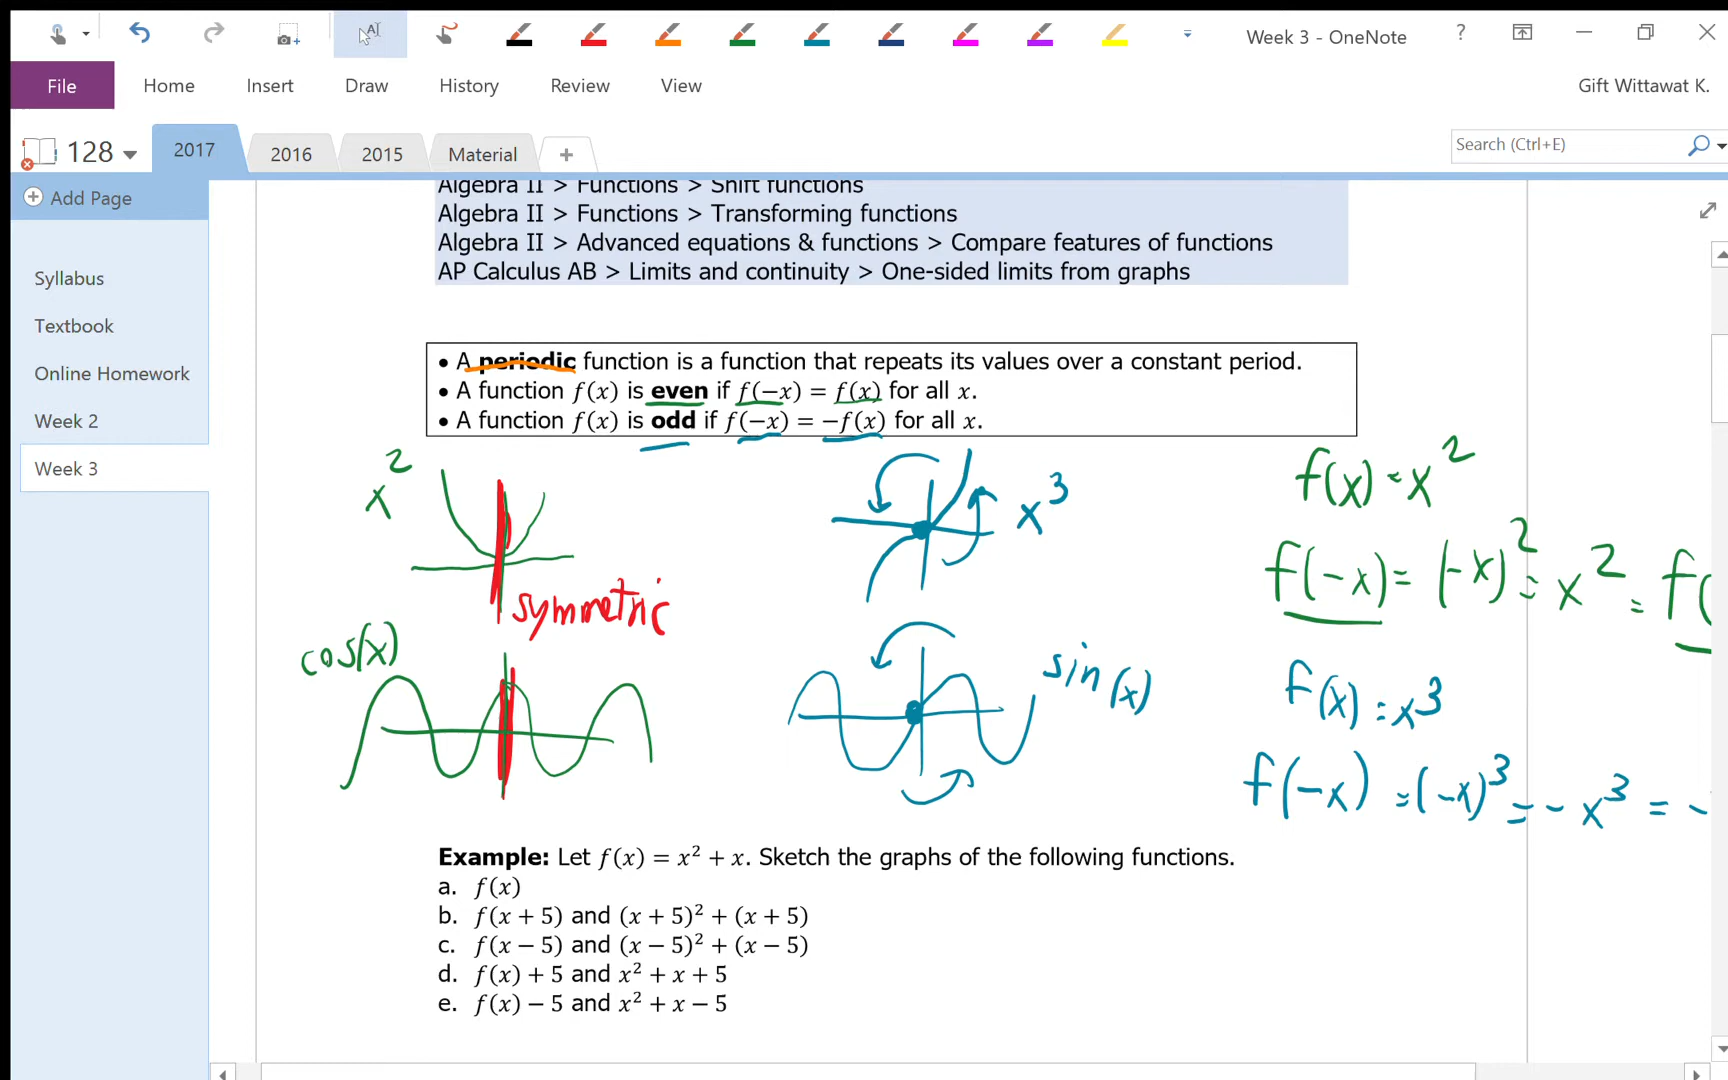 Week 3 - OneNote
?
File
Home
Insert
Draw
History
Review
View
Gift Wittawat K.
128
2017
2016
2015
Material
Search (Ctrl+E)
Add Page
Syllabus
Textbook
Online Homework
Week 2
Week 3
Algebra II > Functions > Shift functions
Algebra II > Functions > Transforming functions
Algebra II > Advanced equations & functions > Compare features of functions
AP Calculus AB > Limits and continuity > One-sided limits from graphs
• A periodic function is a function that repeats its values over a constant period.
• A function f(x) is even if f(−x) = f(x) for all x.
• A function f(x) is odd if f(−x) = −f(x) for all x.
x²
x³
f(x) = x²
f(-x) = (-x)² = x² = f(
symmetric
cos(x)
sin(x)
f(x) = x³
f(-x) = (-x)³ = -x³ = -
Example: Let f(x) = x² + x. Sketch the graphs of the following functions.
a. f(x)
b. f(x + 5) and (x + 5)² + (x + 5)
c. f(x − 5) and (x − 5)² + (x − 5)
d. f(x) + 5 and x² + x + 5
e. f(x) − 5 and x² + x − 5